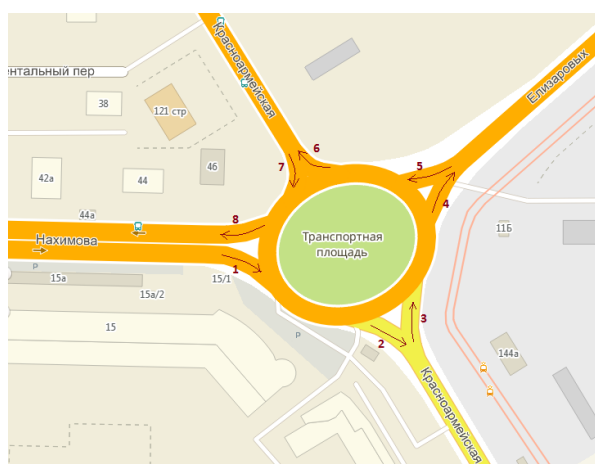 Красноармейская
ентальный пер
Елизаровых
38
121 стр
6
7
5
46
42а
44
4
44а
8
11Б
Нахимова
Транспортная
площадь
Р
1
15а
15/1
15а/2
3
15
Р
2
144а
Красноармейская